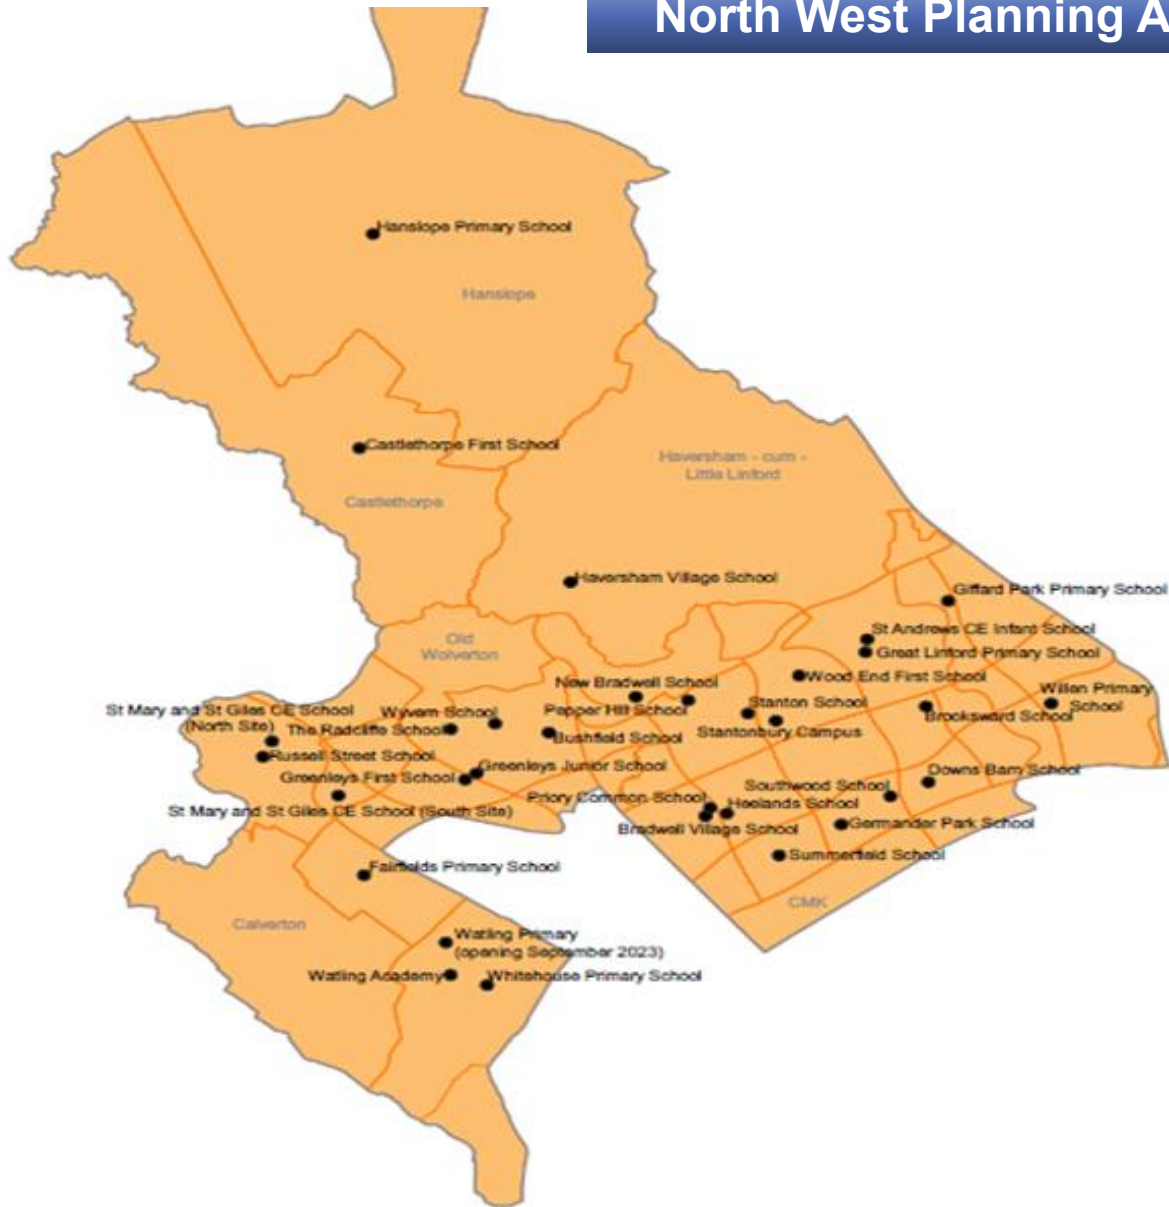 North West Planning A
Hanslope Primary School
Hanslope
Castlethorpe First School
Haversham - cum -
Little Linford
Castlethorpe
Haversham Village School
Giffard Park Primary School
St Andrews CE Infant School
Old
Wolverton
Great Linford Primary School
Wood End First School
New Bradwell School
Willen Primary
School
St Mary and St Giles CE School
(North Site)
Wyvern School
Pepper Hill School
Stanton School
Brooksward School
The Radcliffe School
Bushfield School
Stantonbury Campus
Russell Street School
Greenleys Junior School
Greenleys First School
Downs Barn School
Southwood School
Priory Common School
Heelands School
St Mary and St Giles CE School (South Site)
Bradwell Village School
Germander Park School
Summerfield School
Fairfields Primary School
CMK
Calverton
Watling Primary
(opening September 2023)
Watling Academy
Whitehouse Primary School